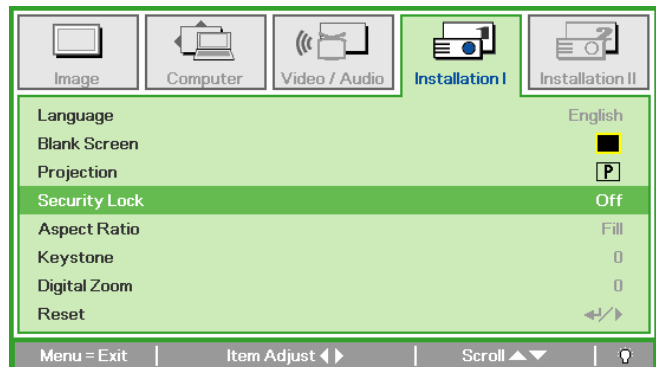 Image Computer Video / Audio Installation I Installation II
Language English
Blank Screen
Projection P
Security Lock Off
Aspect Ratio Fill
Keystone 0
Digital Zoom 0
Reset
Menu = Exit Item Adjust Scroll